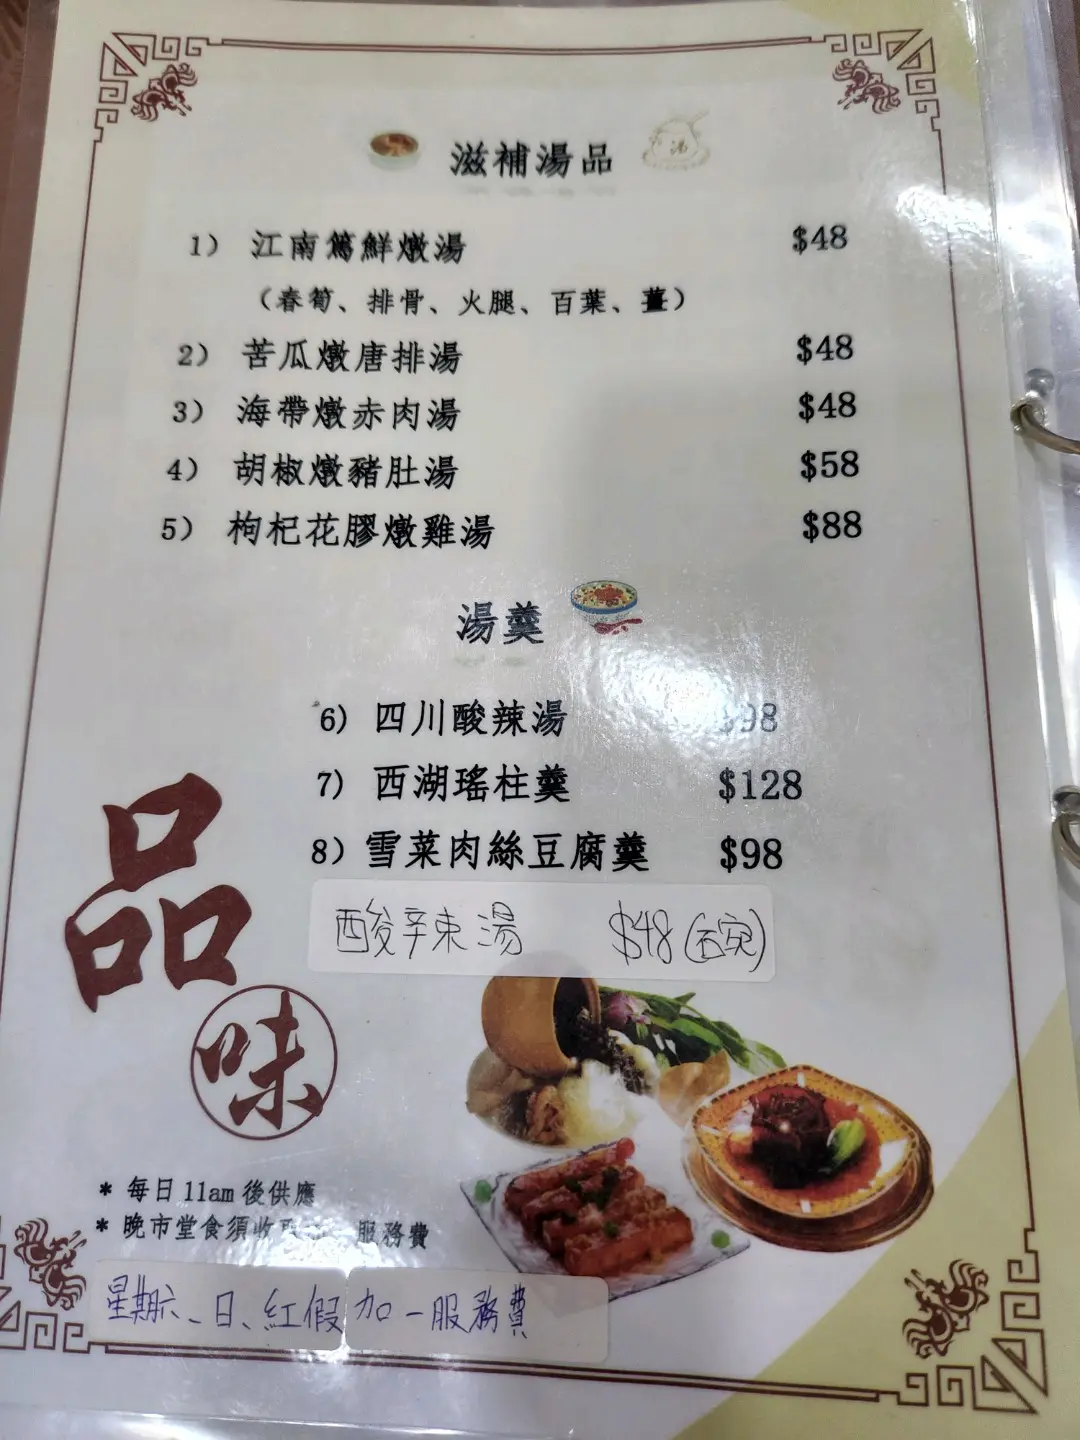 滋補湯品
1） 江南篤鮮燉湯 $48
（春筍、排骨、火腿、百葉、薑）
2） 苦瓜燉唐排湯 $48
3） 海帶燉赤肉湯 $48
4） 胡椒燉豬肚湯 $58
5） 枸杞花膠燉雞湯 $88
湯羹
6） 四川酸辣湯 $98
7） 西湖瑤柱羹 $128
8） 雪菜肉絲豆腐羹 $98
酸辣湯 $48
品味
* 每日11am後供應
* 晚市堂食須收 服務費
星期六、日、紅假加一服務費